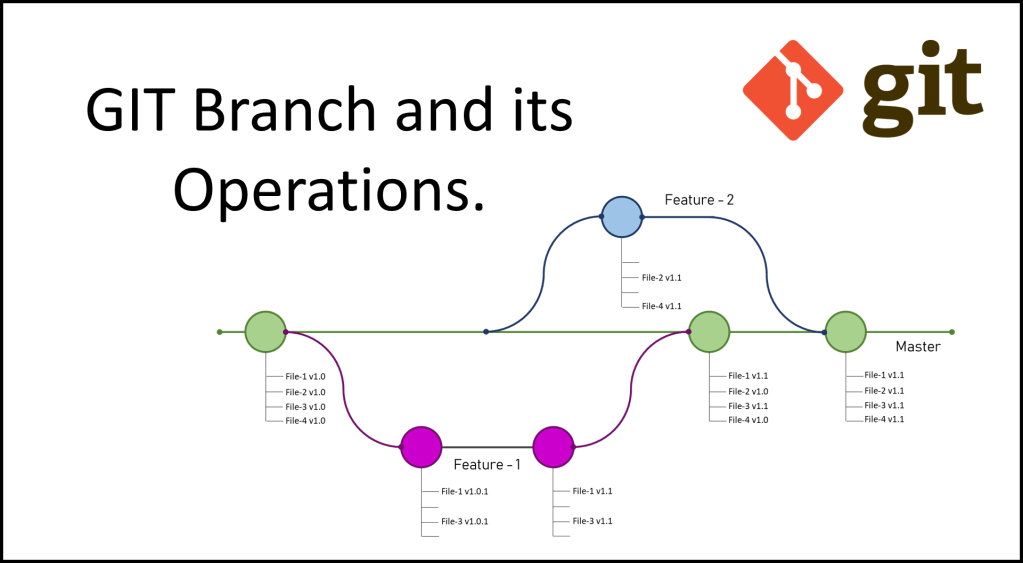 GIT Branch and its
Operations.
git
Feature - 2
File-2 v1.1
File-4 v1.1
Master
File-1 v1.0
File-2 v1.0
File-3 v1.0
File-4 v1.0
File-1 v1.1
File-2 v1.0
File-3 v1.1
File-4 v1.0
File-1 v1.1
File-2 v1.1
File-3 v1.1
File-4 v1.1
Feature - 1
File-1 v1.0.1
File-3 v1.0.1
File-1 v1.1
File-3 v1.1